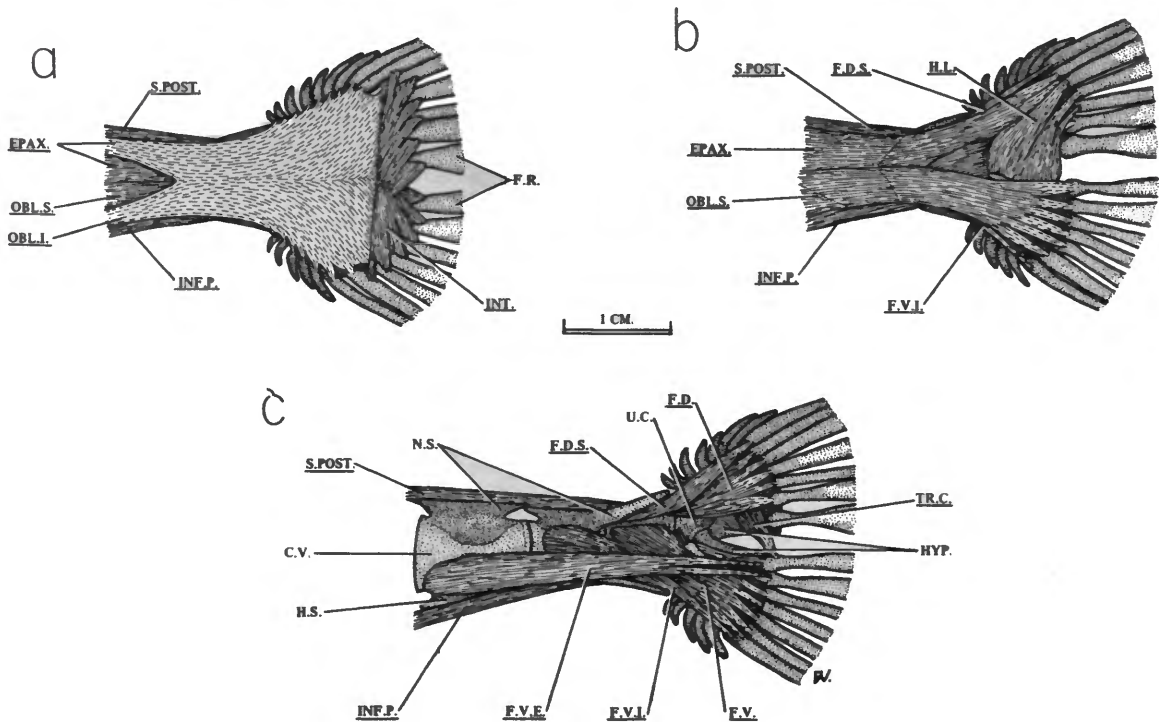 a
S.POST.
EPAX.
OBL.S.
OBL.I.
INF.P.
F.R.
INT.
b
S.POST.
F.D.S.
H.L.
EPAX.
OBL.S.
INF.P.
F.V.I.
1 CM.
c
N.S.
S.POST.
F.D.S.
U.C.
F.D.
TR.C.
HYP.
C.V.
H.S.
INF.P.
F.V.E.
F.V.I.
F.V.